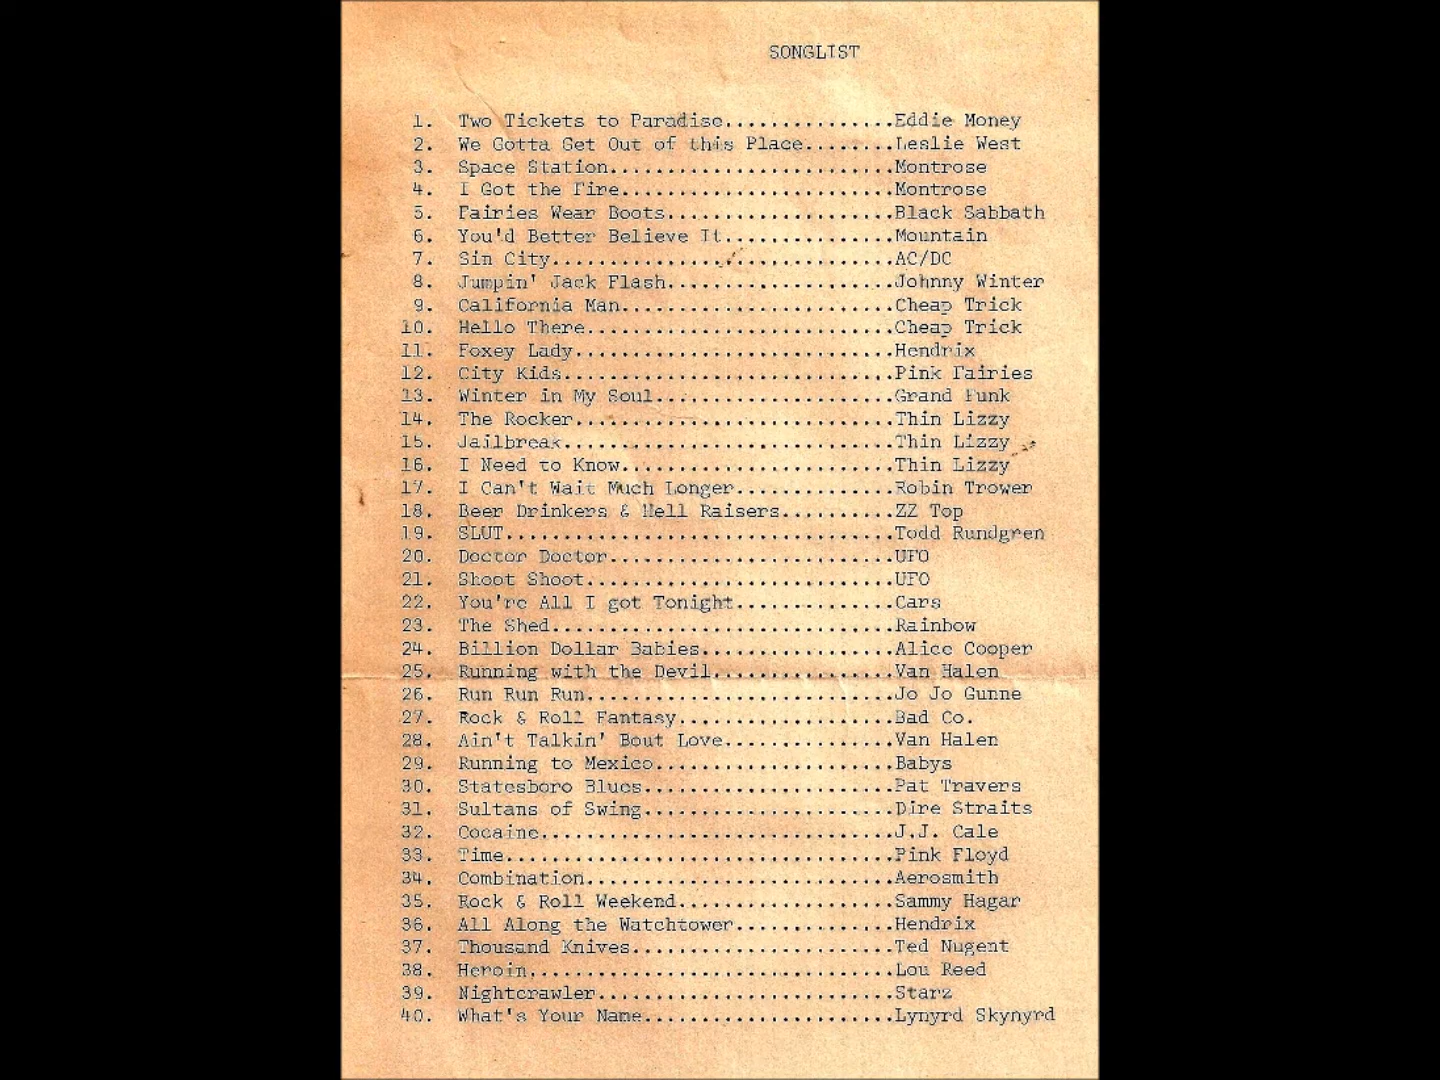 SONGLIST
1. Two Tickets to Paradise...............Eddie Money
2. We Gotta Get Out of this Place........Leslie West
3. Space Station.........................Montrose
4. I Got the Fire........................Montrose
5. Fairies Wear Boots....................Black Sabbath
6. You'd Better Believe It...............Mountain
7. Sin City..............................AC/DC
8. Jumpin' Jack Flash....................Johnny Winter
9. California Man........................Cheap Trick
10. Hello There...........................Cheap Trick
11. Foxey Lady............................Hendrix
12. City Kids.............................Pink Fairies
13. Winter in My Soul.....................Grand Funk
14. The Rocker............................Thin Lizzy
15. Jailbreak.............................Thin Lizzy
16. I Need to Know........................Thin Lizzy
17. I Can't Wait Much Longer..............Robin Trower
18. Beer Drinkers & Hell Raisers..........ZZ Top
19. SLUT..................................Todd Rundgren
20. Doctor Doctor.........................UFO
21. Shoot Shoot...........................UFO
22. You're All I got Tonight..............Cars
23. The Shed..............................Rainbow
24. Billion Dollar Babies.................Alice Cooper
25. Running with the Devil................Van Halen
26. Run Run Run...........................Jo Jo Gunne
27. Rock & Roll Fantasy...................Bad Co.
28. Ain't Talkin' Bout Love...............Van Halen
29. Running to Mexico.....................Babys
30. Statesboro Blues......................Pat Travers
31. Sultans of Swing......................Dire Straits
32. Cocaine...............................J.J. Cale
33. Time..................................Pink Floyd
34. Combination...........................Aerosmith
35. Rock & Roll Weekend...................Sammy Hagar
36. All Along the Watchtower..............Hendrix
37. Thousand Knives.......................Ted Nugent
38. Heroin................................Lou Reed
39. Nightcrawler..........................Starz
40. What's Your Name......................Lynyrd Skynyrd